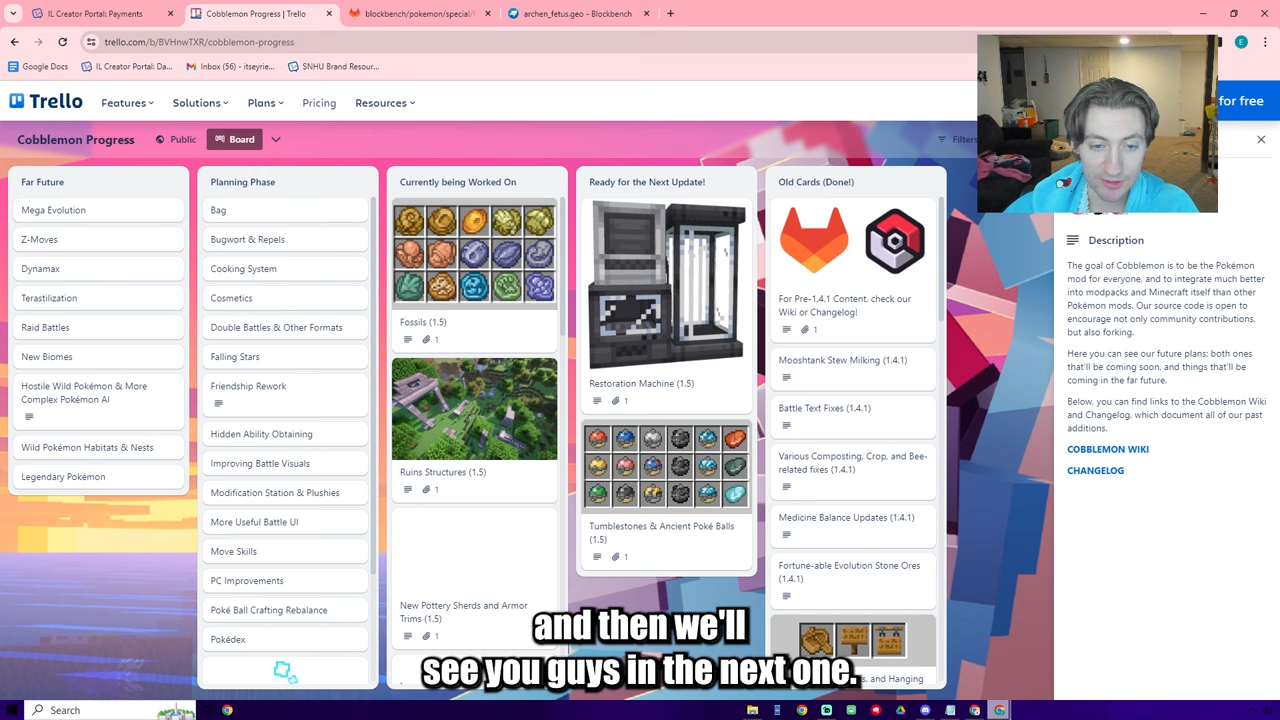 IL Creator Portal: Payments
Cobblemon Progress | Trello
blockbench/pokemon/special/f
archen_fetus.geo - Blockbench
trello.com/b/BVHnwTXR/cobblemon-progress
E
Google Docs
IL Creator Portal: Da...
Inbox (56) - itseyrie...
SNHU Brand Resour...
Trello
Features
Solutions
Plans
Pricing
Resources
for free
Cobblemon Progress
Public
Board
Filters
Far Future
Mega Evolution
Z-Moves
Dynamax
Terastilization
Raid Battles
New Biomes
Hostile Wild Pokémon & More
Complex Pokémon AI
Wild Pokémon Habitats & Nests
Legendary Pokémon
Planning Phase
Bag
Bugwort & Repels
Cooking System
Cosmetics
Double Battles & Other Formats
Falling Stars
Friendship Rework
Hidden Ability Obtaining
Improving Battle Visuals
Modification Station & Plushies
More Useful Battle UI
Move Skills
PC Improvements
Poké Ball Crafting Rebalance
Pokédex
Currently being Worked On
Fossils (1.5)
1
Ruins Structures (1.5)
1
New Pottery Sherds and Armor
Trims (1.5)
1
Ready for the Next Update!
Restoration Machine (1.5)
1
Tumblestones & Ancient Poké Balls
(1.5)
1
Old Cards (Done!)
For Pre-1.4.1 Content, check our
Wiki or Changelog!
1
Mooshtank Stew Milking (1.4.1)
Battle Text Fixes (1.4.1)
Various Composting, Crop, and Bee-
related fixes (1.4.1)
Medicine Balance Updates (1.4.1)
Fortune-able Evolution Stone Ores
(1.4.1)
s, and Hanging
Description
The goal of Cobblemon is to be the Pokémon
mod for everyone, and to integrate much better
into modpacks and Minecraft itself than other
Pokémon mods. Our source code is open to
encourage not only community contributions,
but also forking.
Here you can see our future plans; both ones
that'll be coming soon, and things that'll be
coming in the far future.
Below, you can find links to the Cobblemon Wiki
and Changelog, which document all of our past
additions.
COBBLEMON WIKI
CHANGELOG
and then we'll
see you guys in the next one.
Search